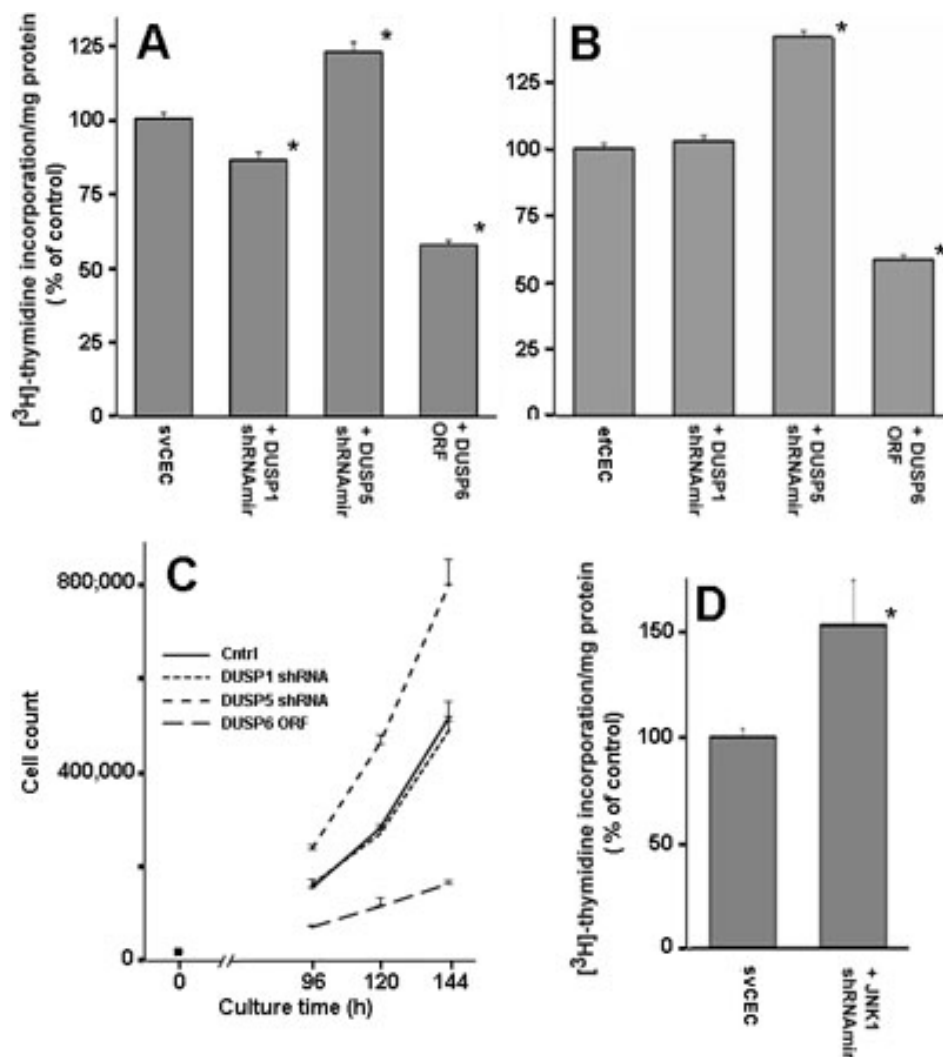 A
[³H]-thymidine incorporation/mg protein
( % of control)
125
100
75
50
25
0
*
*
*
svCEC
+ DUSP1
shRNAmir
+ DUSP5
shRNAmir
+ DUSP6
ORF
B
125
100
75
50
25
0
*
*
efCEC
+ DUSP1
shRNAmir
+ DUSP5
shRNAmir
+ DUSP6
ORF
C
Cell count
800,000
400,000
0
Cntrl
DUSP1 shRNA
DUSP5 shRNA
DUSP6 ORF
0
96
120
144
Culture time (h)
D
[³H]-thymidine incorporation/mg protein
( % of control)
150
100
50
0
*
svCEC
+ JNK1
shRNAmir